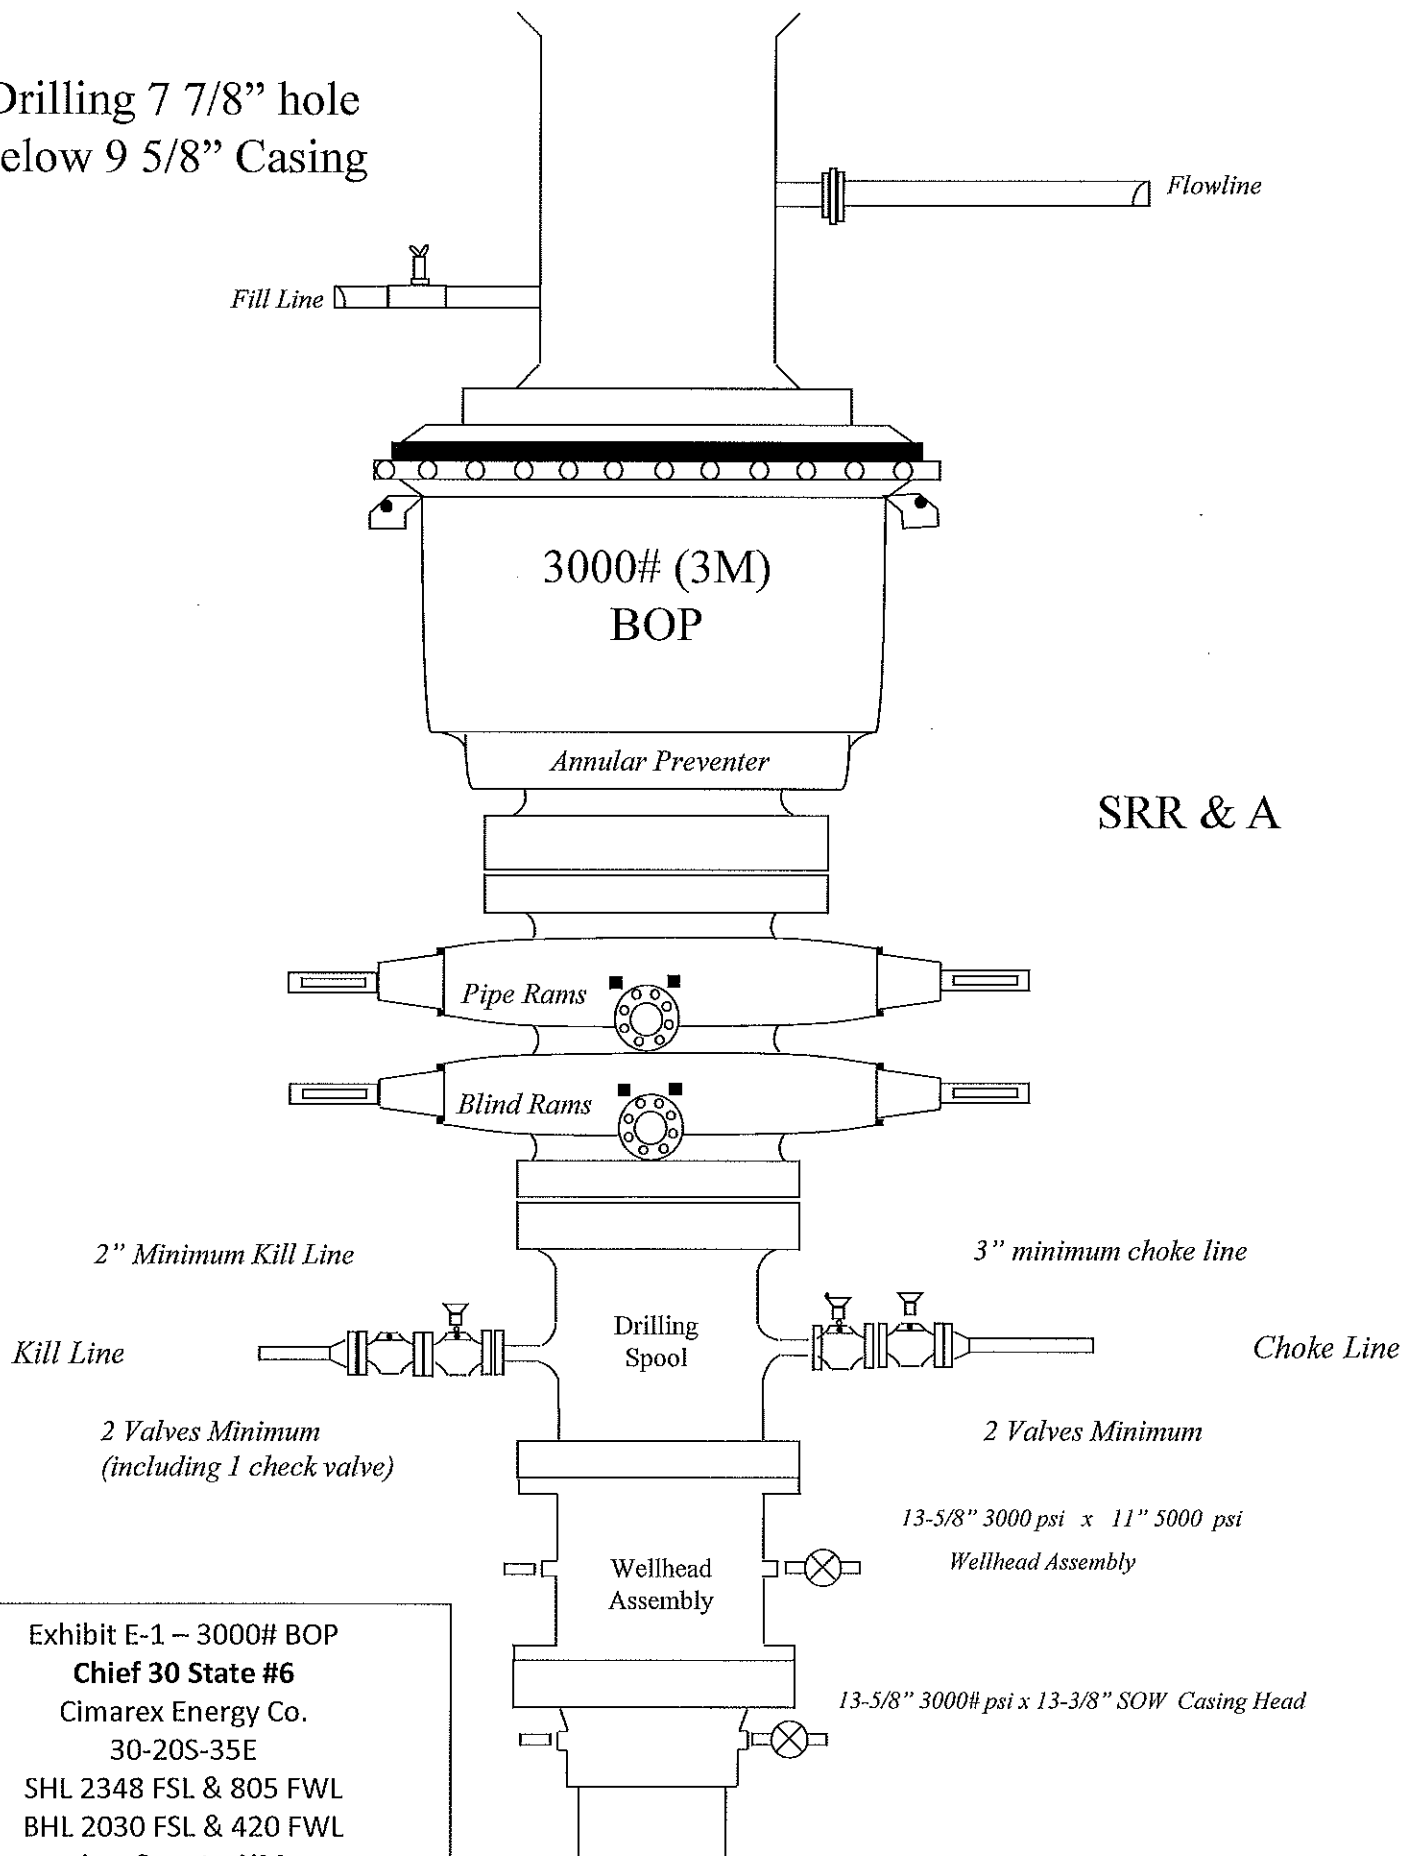 Drilling 7 7/8” hole
elow 9 5/8” Casing
Flowline
Fill Line
3000# (3M)
BOP
Annular Preventer
SRR & A
Pipe Rams
Blind Rams
2” Minimum Kill Line
3” minimum choke line
Drilling
Spool
Kill Line
Choke Line
2 Valves Minimum
(including 1 check valve)
2 Valves Minimum
13-5/8” 3000 psi x 11” 5000 psi
Wellhead Assembly
Wellhead
Assembly
Exhibit E-1 – 3000# BOP
Chief 30 State #6
Cimarex Energy Co.
30-20S-35E
SHL 2348 FSL & 805 FWL
BHL 2030 FSL & 420 FWL
13-5/8” 3000# psi x 13-3/8” SOW Casing Head